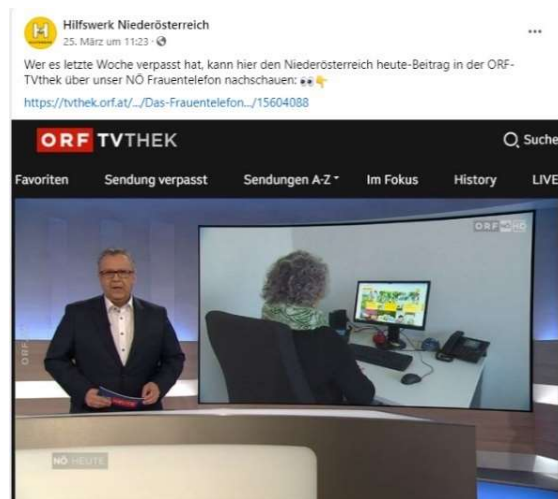 Hilfswerk Niederösterreich
25. März um 11:23 ·
Wer es letzte Woche verpasst hat, kann hier den Niederösterreich heute-Beitrag in der ORF-
TVthek über unser NÖ Frauentelefon nachschauen: 👀👇
https://tvthek.orf.at/.../Das-Frauentelefon.../15604088
ORF TVTHEK
Suche
Favoriten Sendung verpasst Sendungen A-Z Im Fokus History LIVE
ORF HD
NÖ HEUTE